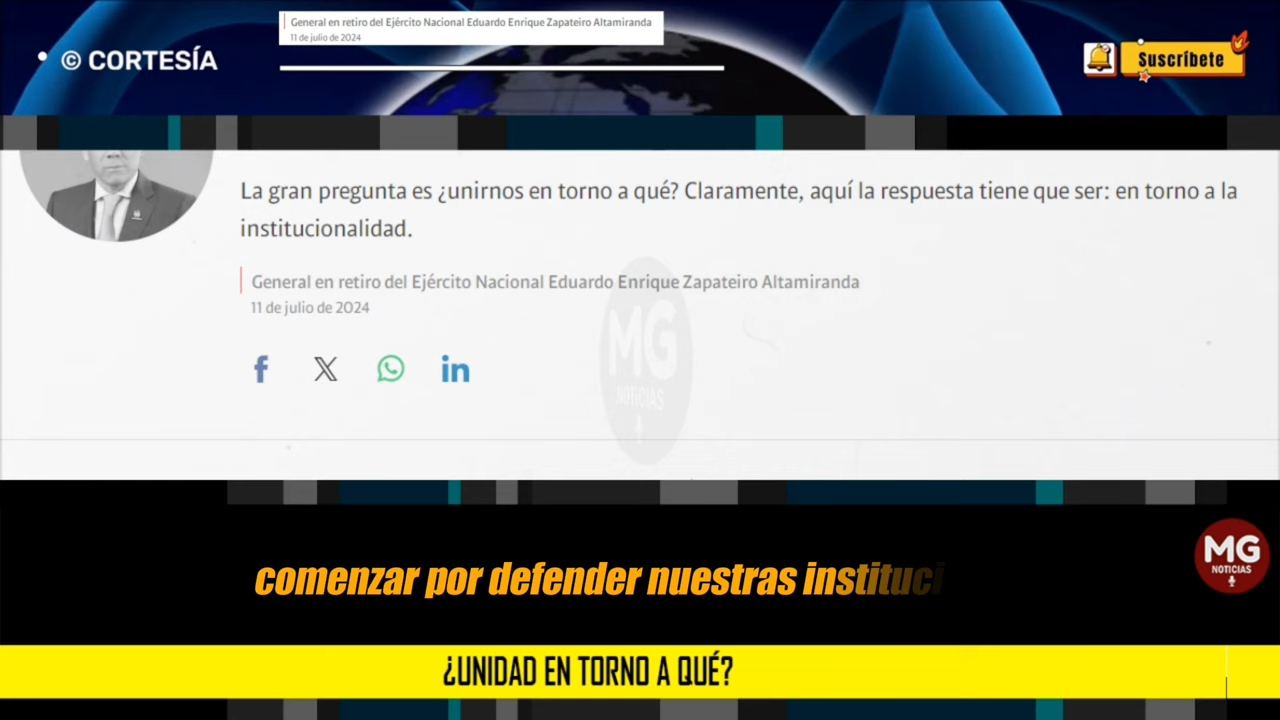 General en retiro del Ejército Nacional Eduardo Enrique Zapateiro Altamiranda
11 de julio de 2024
© CORTESÍA
Suscríbete
La gran pregunta es ¿unirnos en torno a qué? Claramente, aquí la respuesta tiene que ser: en torno a la
institucionalidad.
General en retiro del Ejército Nacional Eduardo Enrique Zapateiro Altamiranda
11 de julio de 2024
MG
NOTICIAS
comenzar por defender nuestras instituci
MG
NOTICIAS
¿UNIDAD EN TORNO A QUÉ?